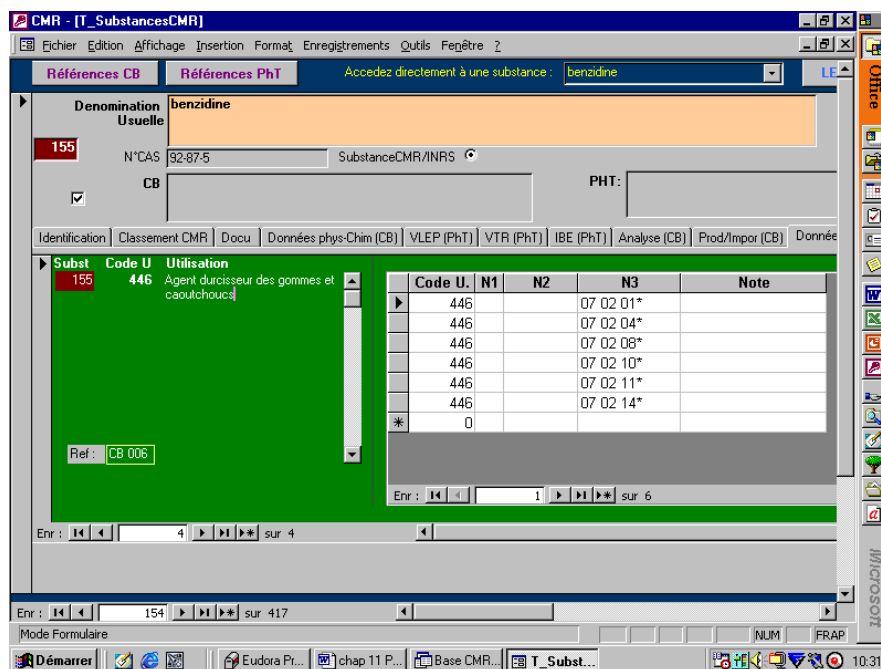 CMR - [T_SubstancesCMR]
Fichier Edition Affichage Insertion Format Enregistrements Outils Fenêtre ?
Références CB Références PhT Accedez directement à une substance : benzidine LE
Denomination Usuelle benzidine
155
N°CAS 92-87-5 SubstanceCMR/INRS
CB PHT:
Identification Classement CMR Docu Données phys-Chim (CB) VLEP (PhT) VTR (PhT) IBE (PhT) Analyse (CB) Prod/Impor (CB) Donnée
Subst Code U Utilisation
155 446 Agent durcisseur des gommes et
caoutchoucs
Code U. N1 N2 N3 Note
446 07 02 01*
446 07 02 04*
446 07 02 08*
446 07 02 10*
446 07 02 11*
446 07 02 14*
0
Ref : CB 006
Enr : 1 sur 6
Enr : 4 sur 4
Enr : 154 sur 417
Mode Formulaire NUM FRAP
Démarrer Eudora Pr... chap 11 P... Base CMR... T_Subst... 10:31
Office
Microsoft